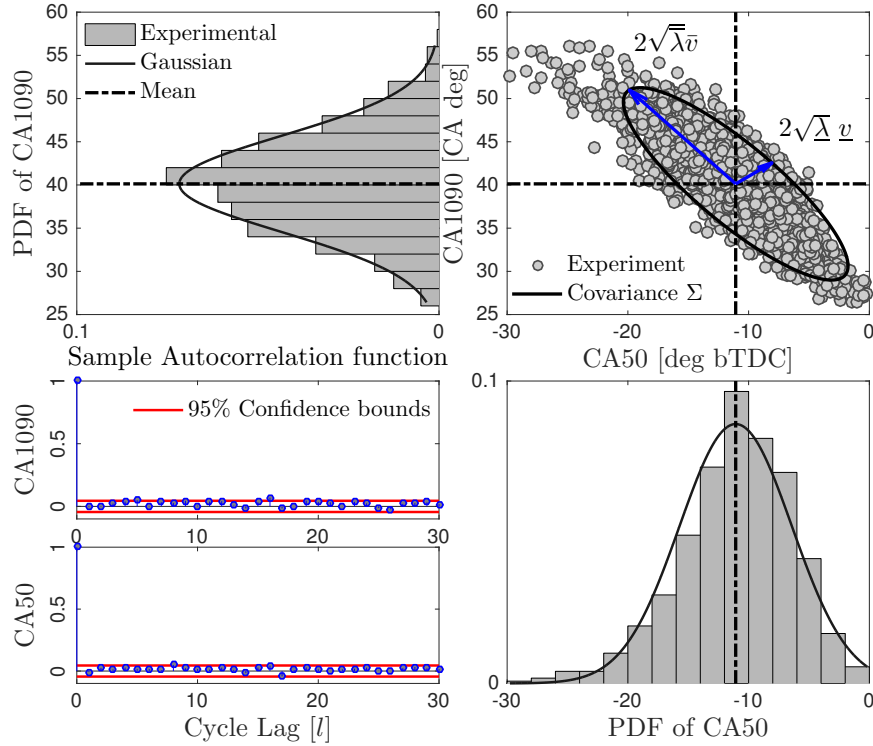 60
55
50
45
40
35
30
25
0.1
0
PDF of CA1090
Experimental
Gaussian
Mean
60
55
50
45
40
35
30
25
-30
-20
-10
0
CA1090 [CA deg]
CA50 [deg bTDC]
2√λ̄v̄
2√λ̲ v̲
Experiment
Covariance Σ
Sample Autocorrelation function
1
0.5
0
0
10
20
30
CA1090
95% Confidence bounds
1
0.5
0
0
10
20
30
CA50
Cycle Lag [l]
0.1
0
-30
-20
-10
0
PDF of CA50